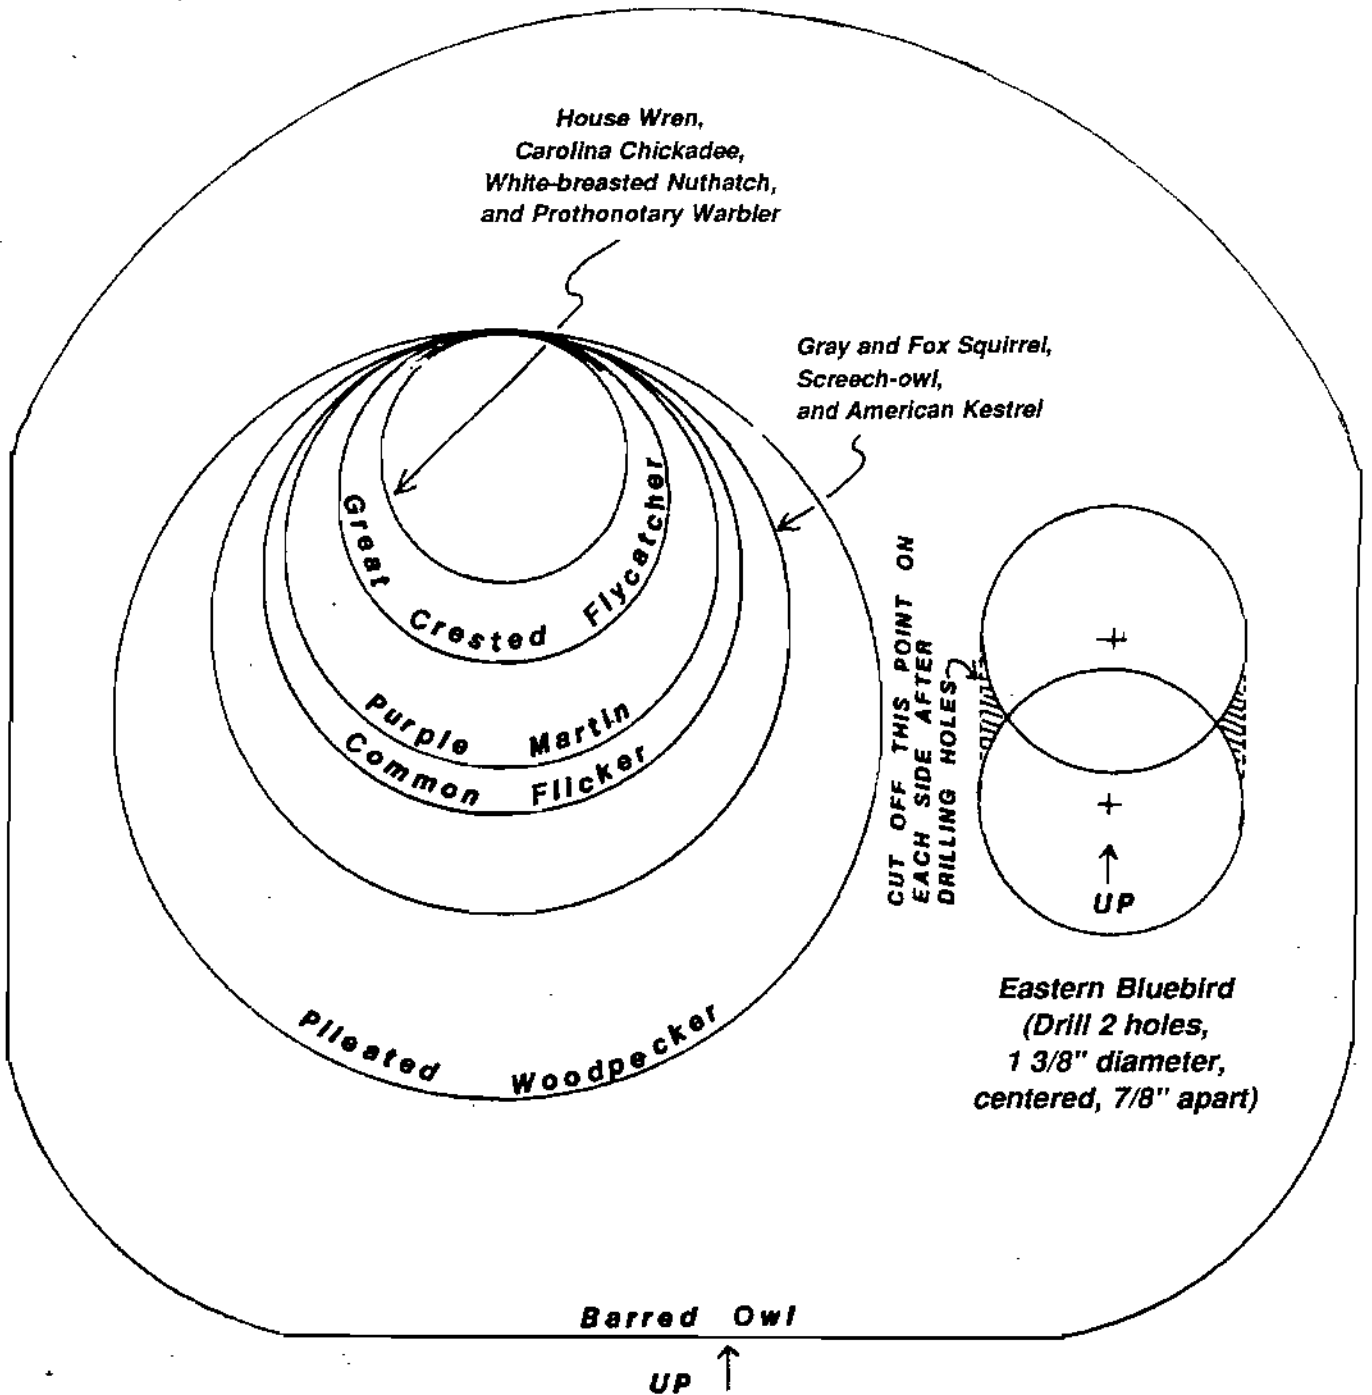 House Wren,
Carolina Chickadee,
White-breasted Nuthatch,
and Prothonotary Warbler
Gray and Fox Squirrel,
Screech-owl,
and American Kestrel
Great Crested Flycatcher
Purple Martin
Common Flicker
Pileated Woodpecker
CUT OFF THIS POINT ON
EACH SIDE AFTER
DRILLING HOLES
UP
Eastern Bluebird
(Drill 2 holes,
1 3/8" diameter,
centered, 7/8" apart)
Barred Owl
UP